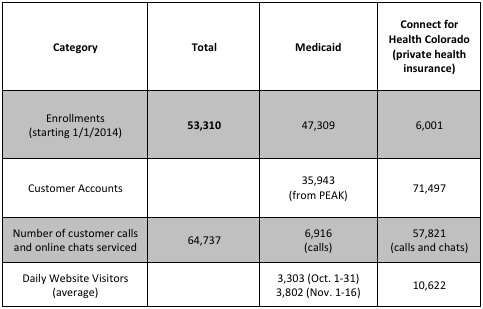 Category
Total
Medicaid
Connect for
Health Colorado
(private health
insurance)
Enrollments
(starting 1/1/2014)
53,310
47,309
6,001
Customer Accounts
35,943
(from PEAK)
71,497
Number of customer calls
and online chats serviced
64,737
6,916
(calls)
57,821
(calls and chats)
Daily Website Visitors
(average)
3,303 (Oct. 1-31)
3,802 (Nov. 1-16)
10,622